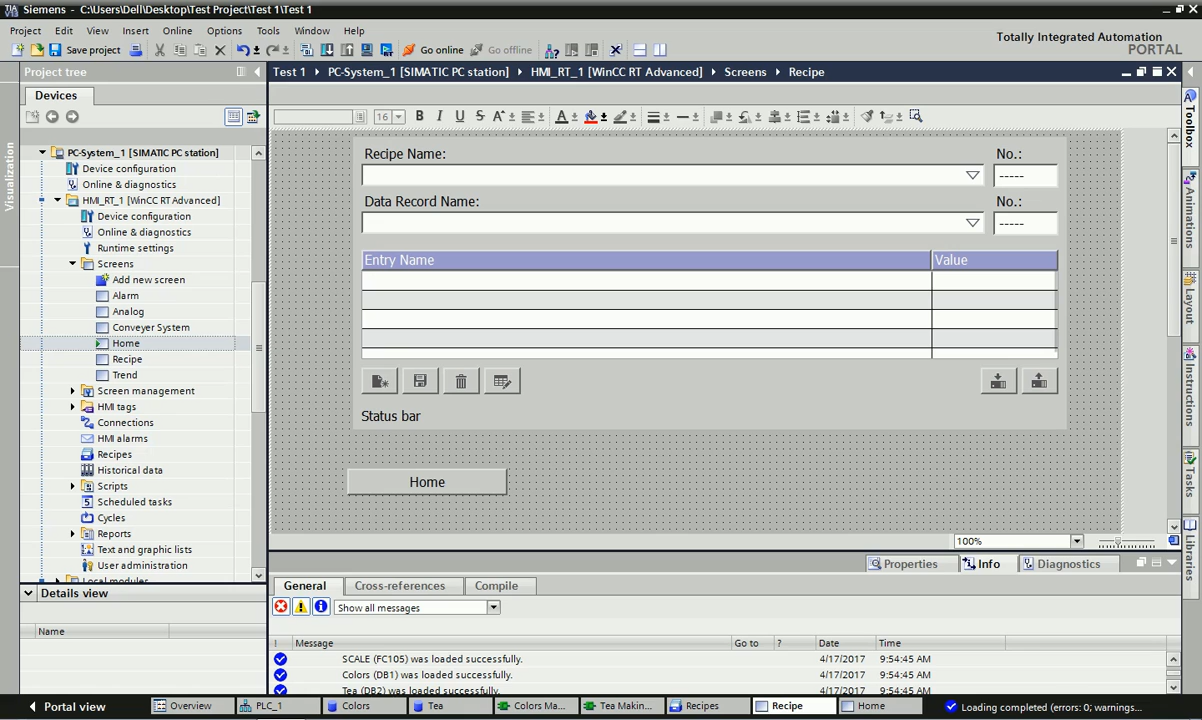 Siemens - C:\Users\Dell\Desktop\Test Project\Test 1\Test 1
Project Edit View Insert Online Options Tools Window Help
Totally Integrated Automation
PORTAL
Save project Go online Go offline
Project tree
Test 1 PC-System_1 [SIMATIC PC station] HMI_RT_1 [WinCC RT Advanced] Screens Recipe
Devices
16 B I U S A A
PC-System_1 [SIMATIC PC station]
Device configuration
Online & diagnostics
HMI_RT_1 [WinCC RT Advanced]
Device configuration
Online & diagnostics
Runtime settings
Screens
Add new screen
Alarm
Analog
Conveyer System
Home
Recipe
Trend
Screen management
HMI tags
Connections
HMI alarms
Recipes
Historical data
Scripts
Scheduled tasks
Cycles
Reports
Text and graphic lists
User administration
Local modules
Visualization
Recipe Name: No.:
-----
Data Record Name: No.:
-----
Entry Name Value
Status bar
Home
100%
Toolbox
Animations
Layout
Instructions
Tasks
Libraries
Properties Info Diagnostics
General Cross-references Compile
Show all messages
! Message Go to ? Date Time
SCALE (FC105) was loaded successfully. 4/17/2017 9:54:45 AM
Colors (DB1) was loaded successfully. 4/17/2017 9:54:45 AM
Tea (DB2) was loaded successfully. 4/17/2017 9:54:45 AM
Details view
Name
Portal view Overview PLC_1 Colors Tea Colors Ma... Tea Makin... Recipes Recipe Home Loading completed (errors: 0; warnings...